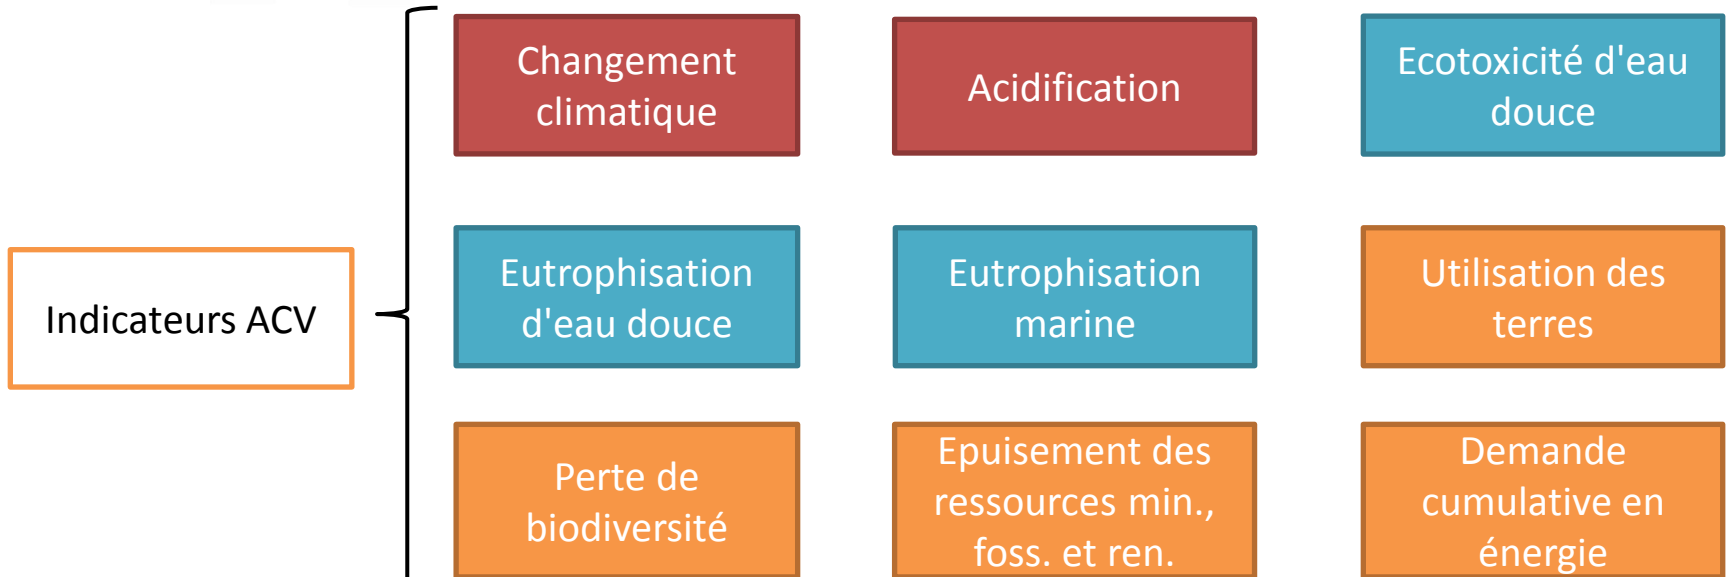 Indicateurs ACV
Changement
climatique
Acidification
Ecotoxicité d'eau
douce
Eutrophisation
d'eau douce
Eutrophisation
marine
Utilisation des
terres
Perte de
biodiversité
Epuisement des
ressources min.,
foss. et ren.
Demande
cumulative en
énergie